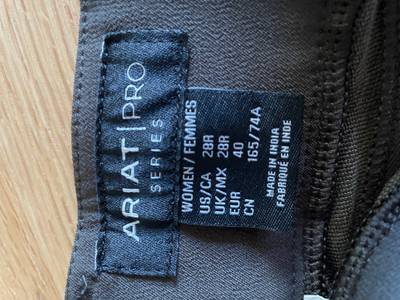 ARIAT | PRO
SERIES
WOMEN / FEMMES
US/CA 28R
UK/MX 28R
EUR 40
CN 165/74A
MADE IN INDIA
FABRIQUÉ EN INDE